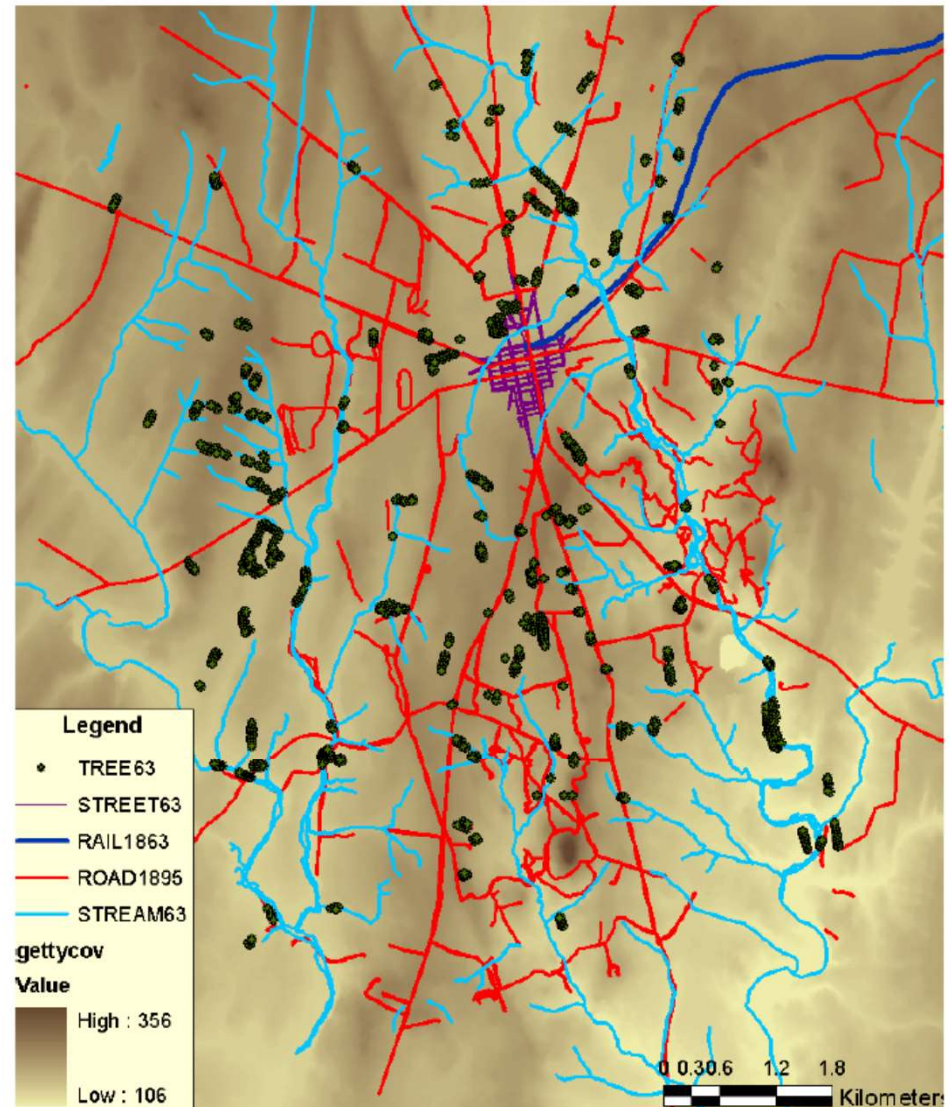 Legend
TREE63
STREET63
RAIL1863
ROAD1895
STREAM63
gettycov
Value
High : 356
Low : 106
0 0.30.6 1.2 1.8
Kilometers